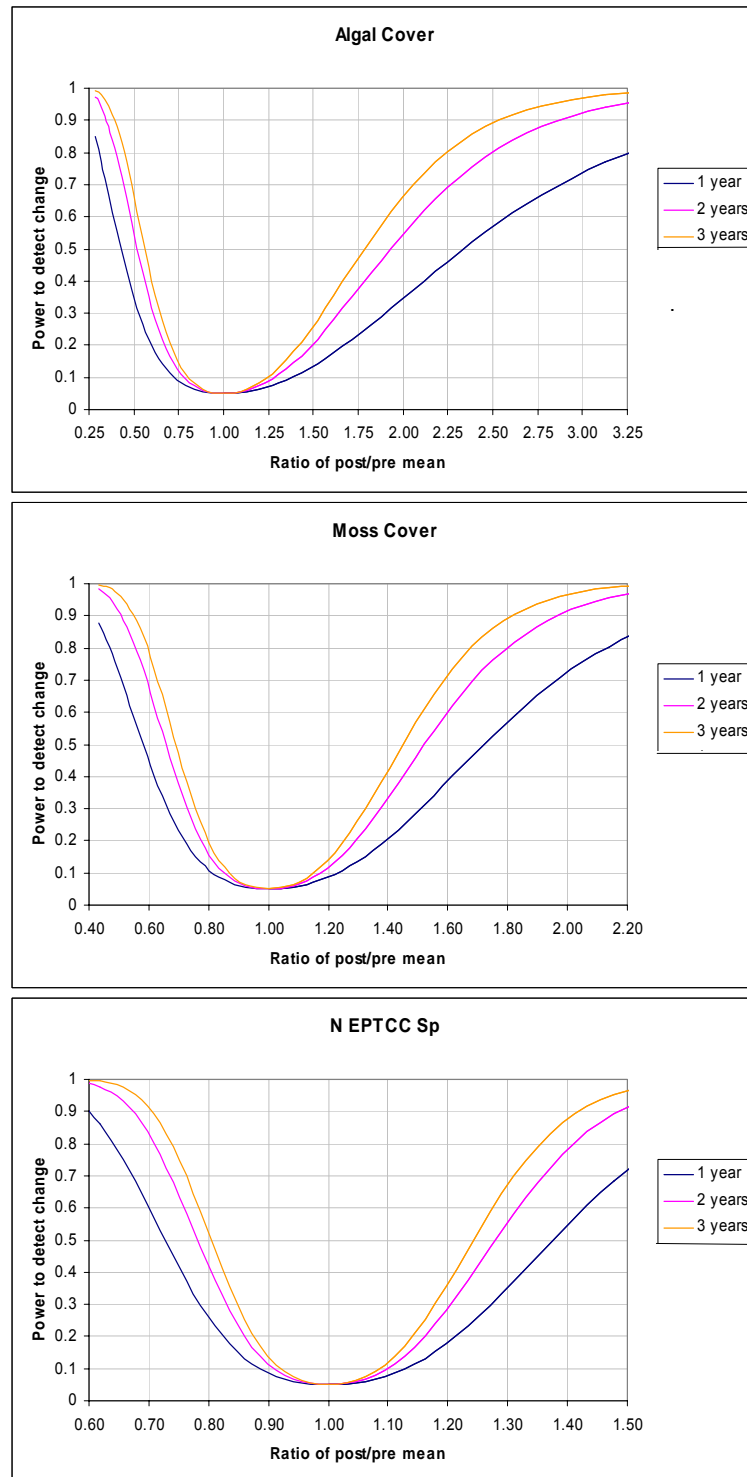 Algal Cover
Power to detect change
1
0.9
0.8
0.7
0.6
0.5
0.4
0.3
0.2
0.1
0
0.25 0.50 0.75 1.00 1.25 1.50 1.75 2.00 2.25 2.50 2.75 3.00 3.25
Ratio of post/pre mean
1 year
2 years
3 years
Moss Cover
Power to detect change
1
0.9
0.8
0.7
0.6
0.5
0.4
0.3
0.2
0.1
0
0.40 0.60 0.80 1.00 1.20 1.40 1.60 1.80 2.00 2.20
Ratio of post/pre mean
1 year
2 years
3 years
N EPTCC Sp
Power to detect change
1
0.9
0.8
0.7
0.6
0.5
0.4
0.3
0.2
0.1
0
0.60 0.70 0.80 0.90 1.00 1.10 1.20 1.30 1.40 1.50
Ratio of post/pre mean
1 year
2 years
3 years